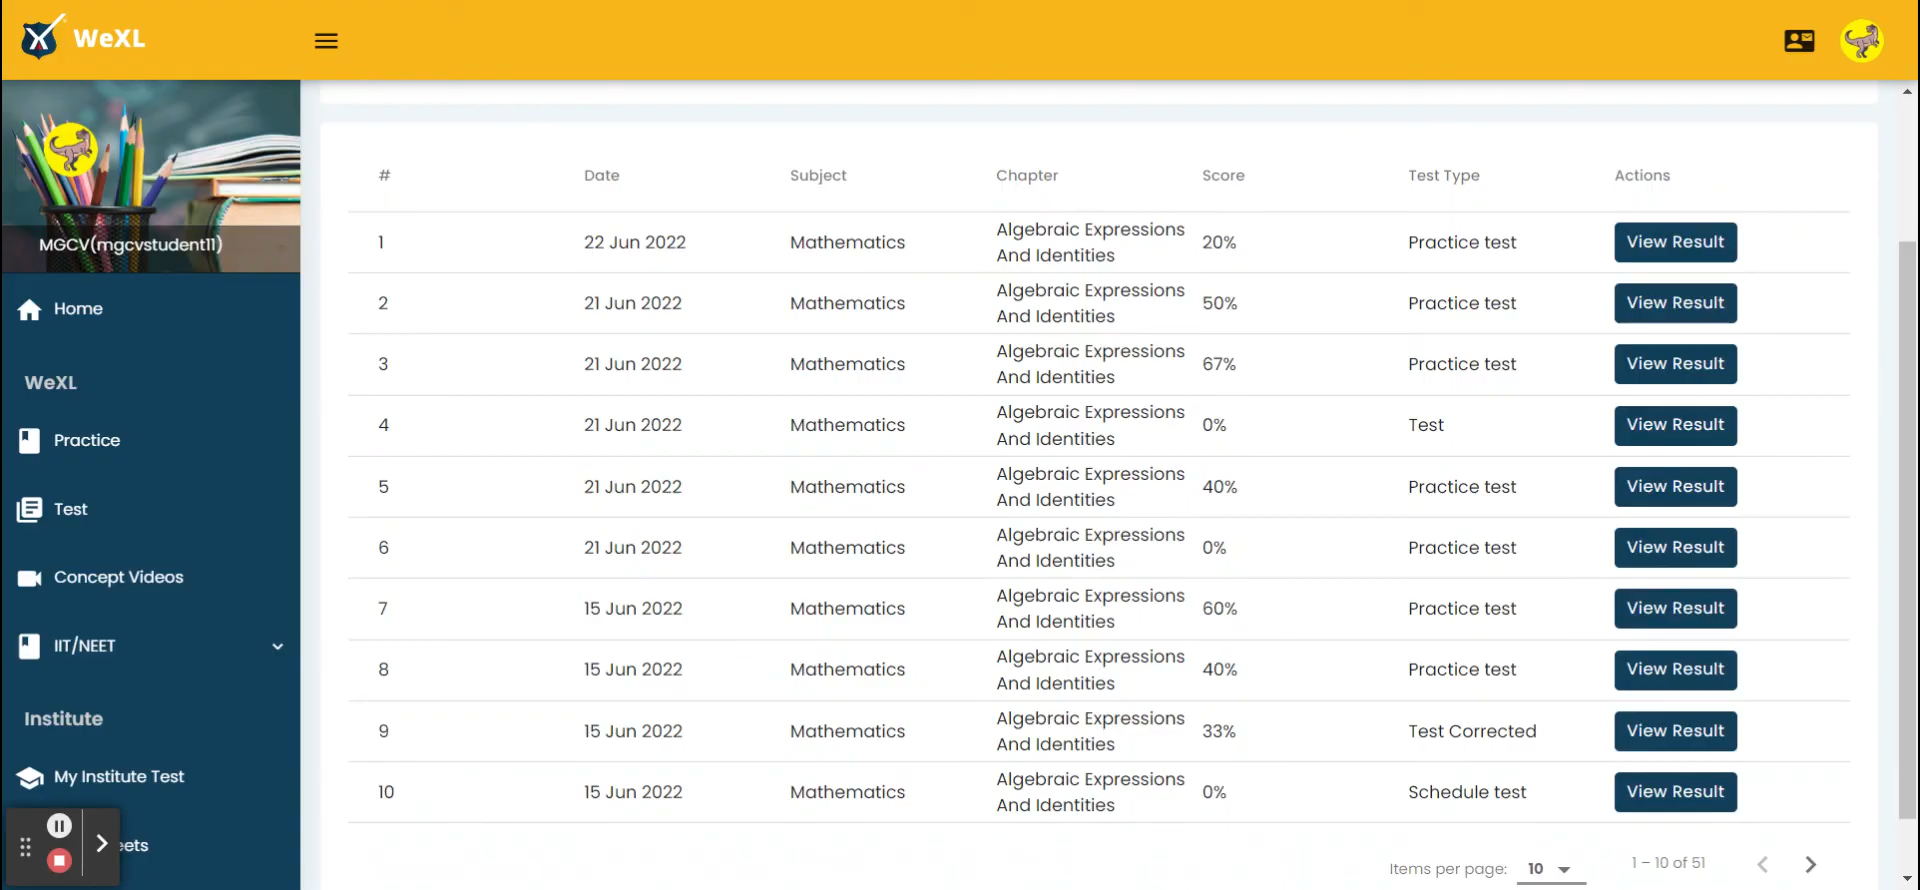 WeXL
MGCV(mgcvstudent11)
Home
WeXL
Practice
Test
Concept Videos
IIT/NEET
Institute
My Institute Test
# Date Subject Chapter Score Test Type Actions
1 22 Jun 2022 Mathematics Algebraic Expressions And Identities 20% Practice test View Result
2 21 Jun 2022 Mathematics Algebraic Expressions And Identities 50% Practice test View Result
3 21 Jun 2022 Mathematics Algebraic Expressions And Identities 67% Practice test View Result
4 21 Jun 2022 Mathematics Algebraic Expressions And Identities 0% Test View Result
5 21 Jun 2022 Mathematics Algebraic Expressions And Identities 40% Practice test View Result
6 21 Jun 2022 Mathematics Algebraic Expressions And Identities 0% Practice test View Result
7 15 Jun 2022 Mathematics Algebraic Expressions And Identities 60% Practice test View Result
8 15 Jun 2022 Mathematics Algebraic Expressions And Identities 40% Practice test View Result
9 15 Jun 2022 Mathematics Algebraic Expressions And Identities 33% Test Corrected View Result
10 15 Jun 2022 Mathematics Algebraic Expressions And Identities 0% Schedule test View Result
Items per page: 10 1 – 10 of 51